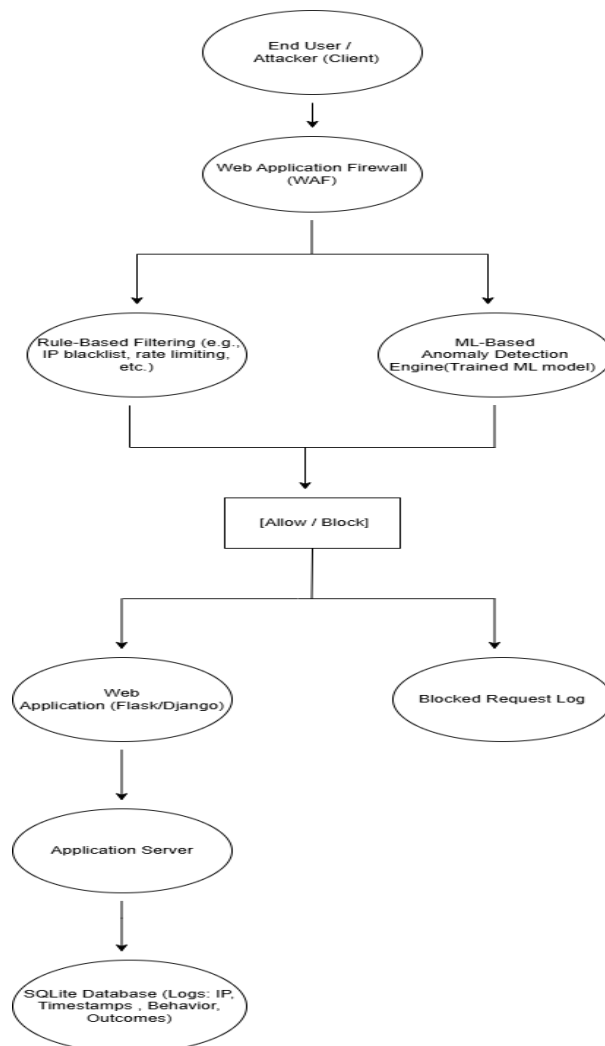 End User /
Attacker (Client)
Web Application Firewall
(WAF)
Rule-Based Filtering (e.g.,
IP blacklist, rate limiting,
etc.)
ML-Based
Anomaly Detection
Engine(Trained ML model)
[Allow / Block]
Web
Application (Flask/Django)
Blocked Request Log
Application Server
SQLite Database (Logs: IP,
Timestamps , Behavior,
Outcomes)